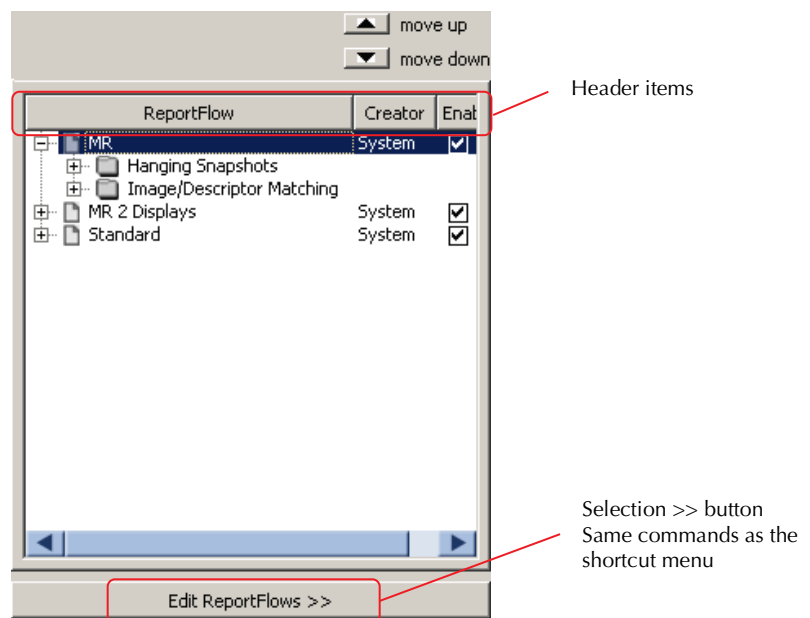 move up
move down
Header items
ReportFlow Creator Enab
MR System
Hanging Snapshots
Image/Descriptor Matching
MR 2 Displays System
Standard System
Selection >> button
Same commands as the
shortcut menu
Edit ReportFlows >>